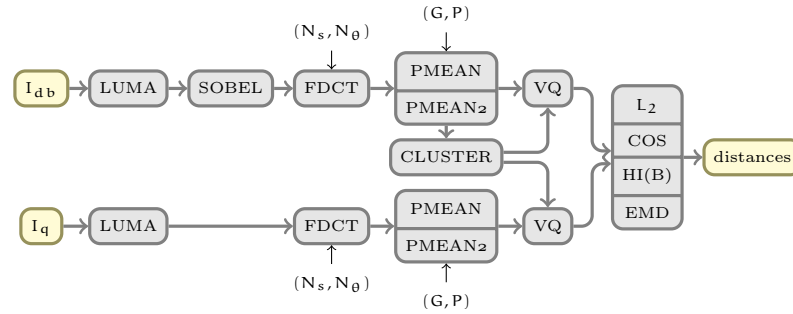 (G, P)
(N_s, N_θ)
I_db
LUMA
SOBEL
FDCT
PMEAN
PMEAN2
VQ
CLUSTER
L_2
COS
HI(B)
EMD
distances
I_q
LUMA
FDCT
PMEAN
PMEAN2
VQ
(N_s, N_θ)
(G, P)